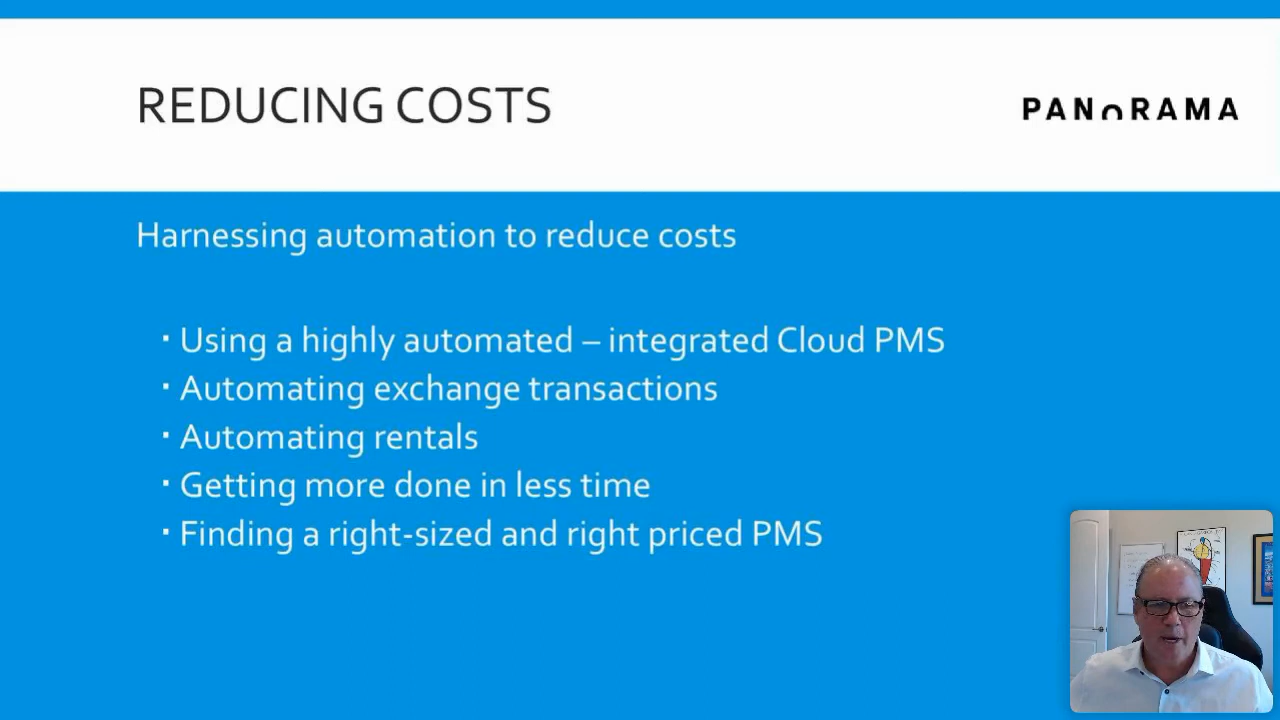 REDUCING COSTS
PANORAMA
Harnessing automation to reduce costs
▪ Using a highly automated – integrated Cloud PMS
▪ Automating exchange transactions
▪ Automating rentals
▪ Getting more done in less time
▪ Finding a right-sized and right priced PMS